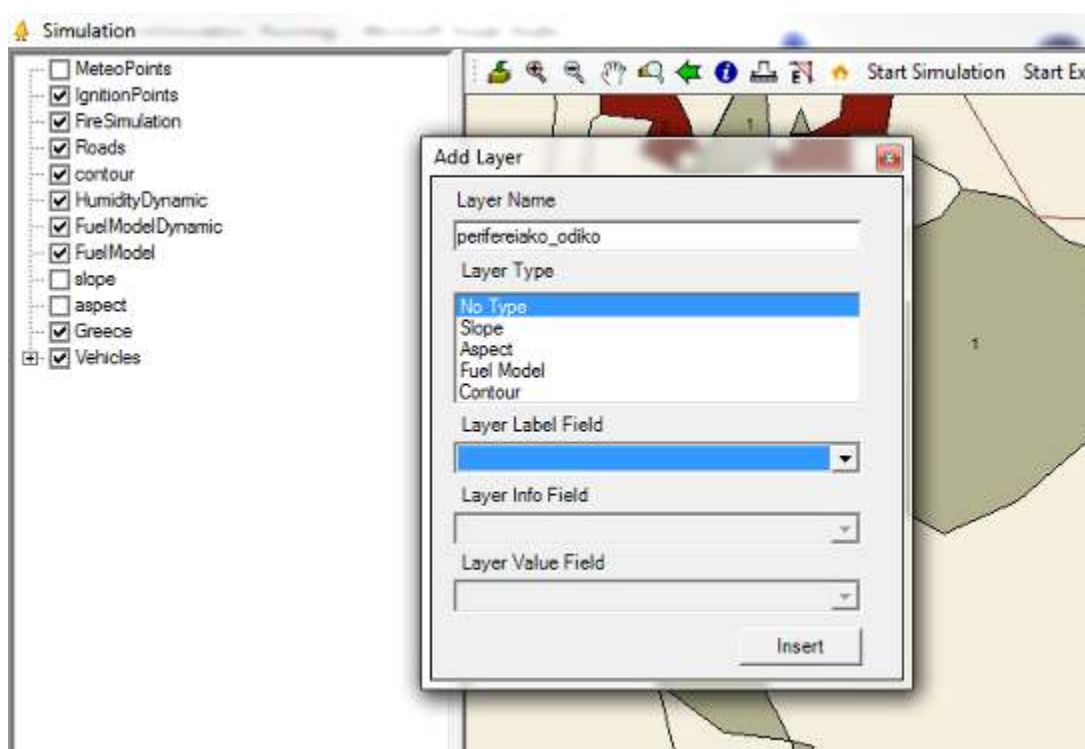 Simulation
MeteoPoints
IgnitionPoints
FireSimulation
Roads
contour
HumidityDynamic
FuelModelDynamic
FuelModel
slope
aspect
Greece
Vehicles
E
Start Simulation Start Ex
1
Add Layer
Layer Name
perifereiako_odiko
Layer Type
No Type
Slope
Aspect
Fuel Model
Contour
Layer Label Field
Layer Info Field
Layer Value Field
Insert
1